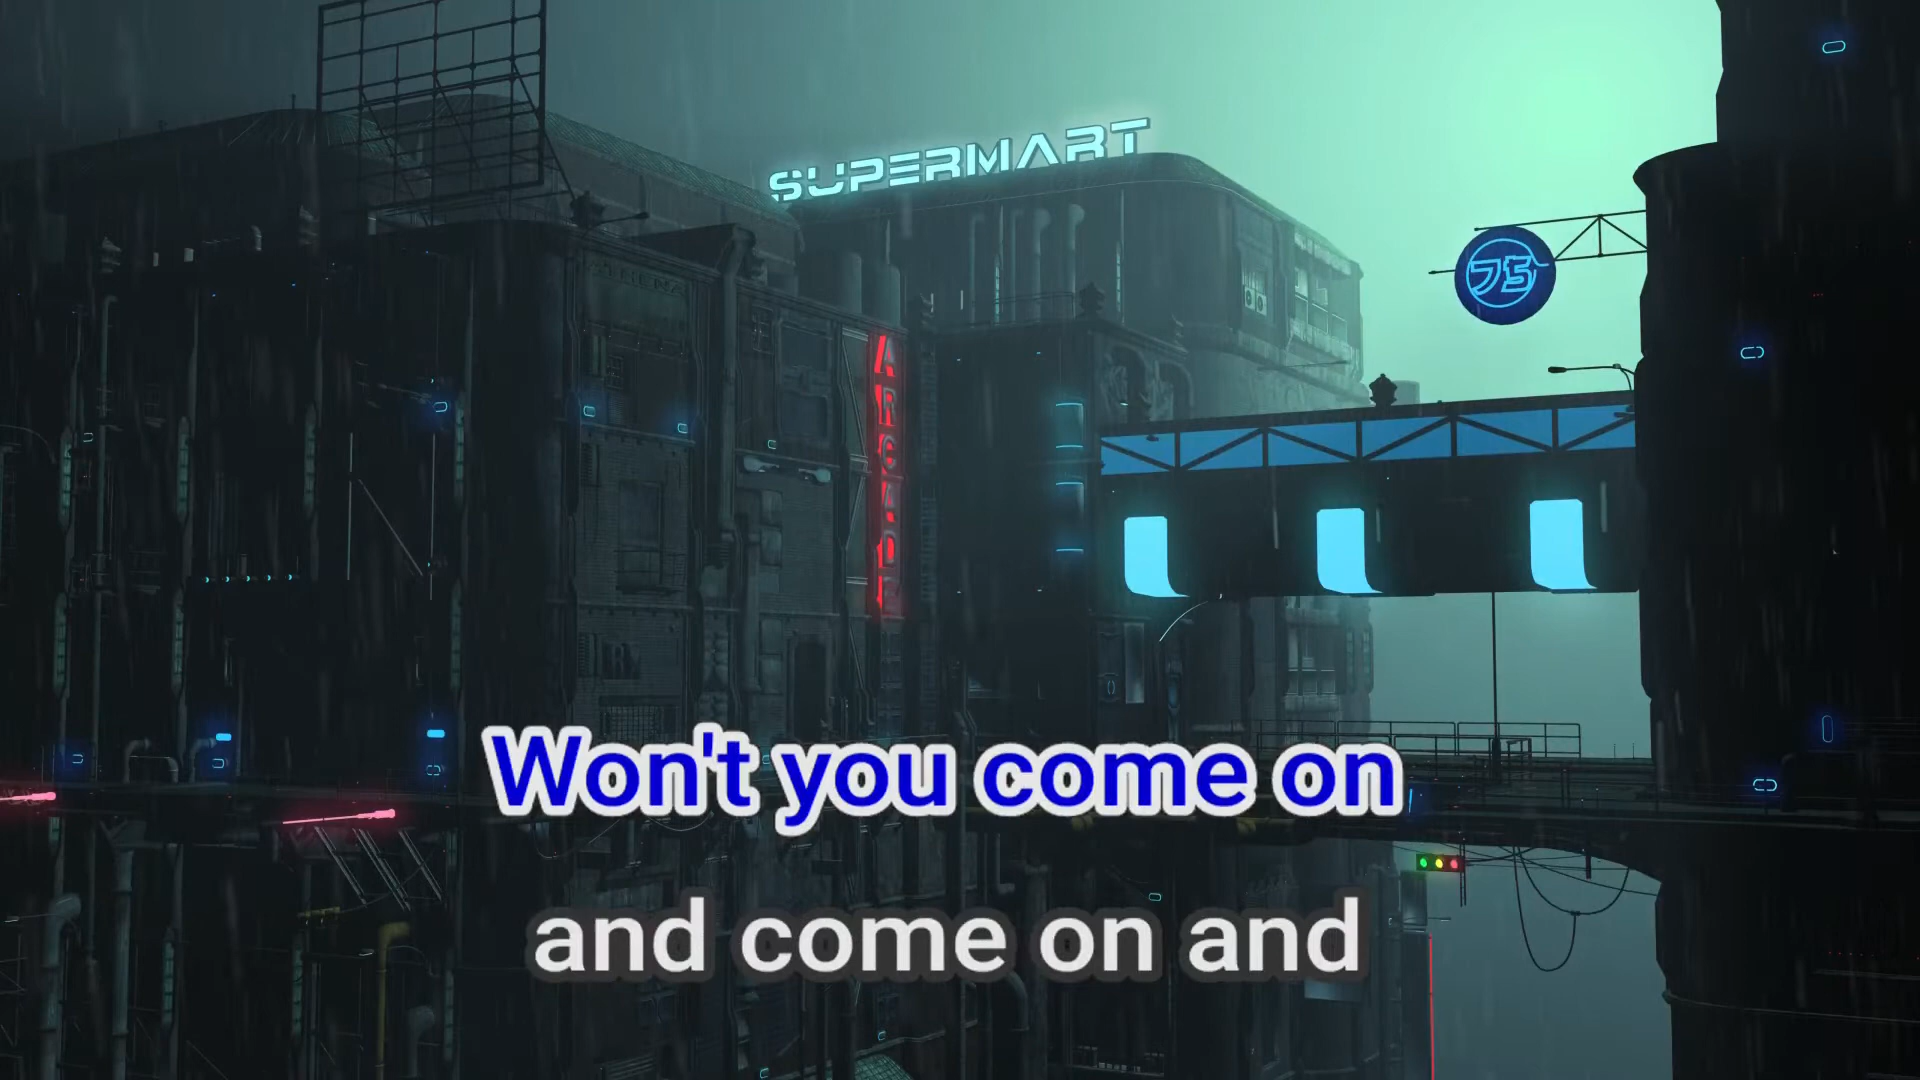 SUPERMART
75
ARCADE
Won't you come on
and come on and